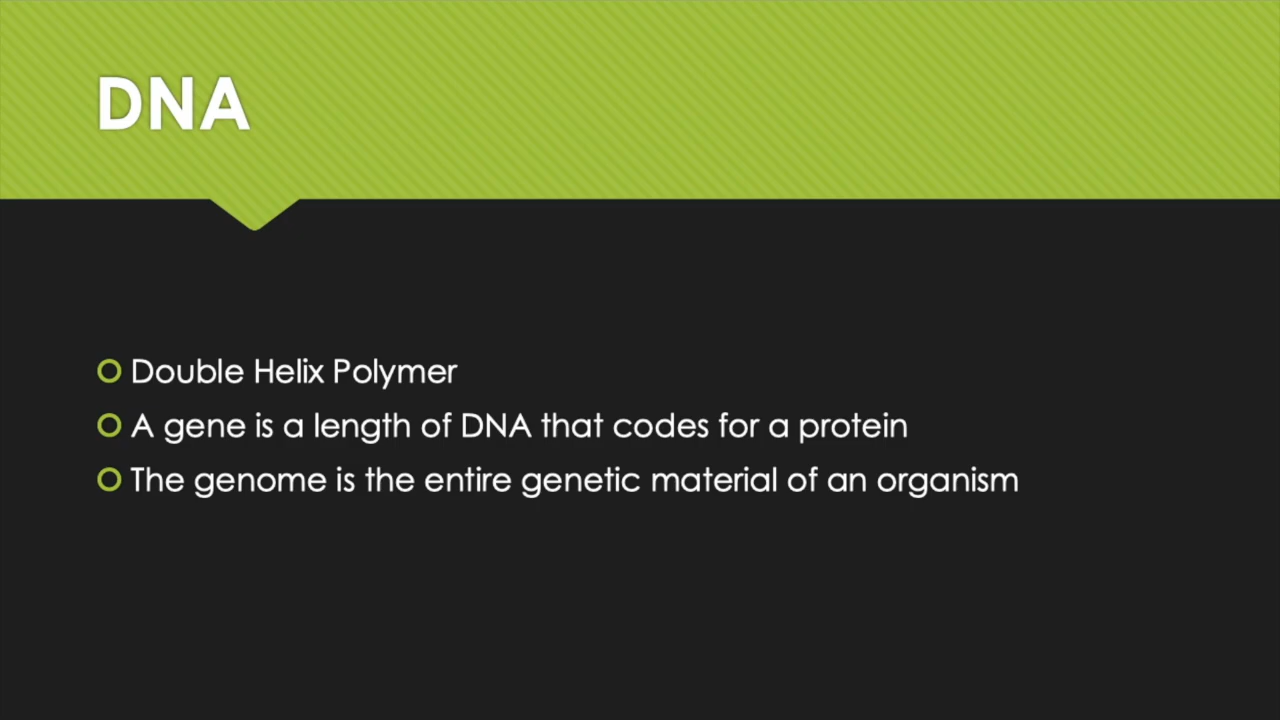 DNA
Double Helix Polymer
A gene is a length of DNA that codes for a protein
The genome is the entire genetic material of an organism